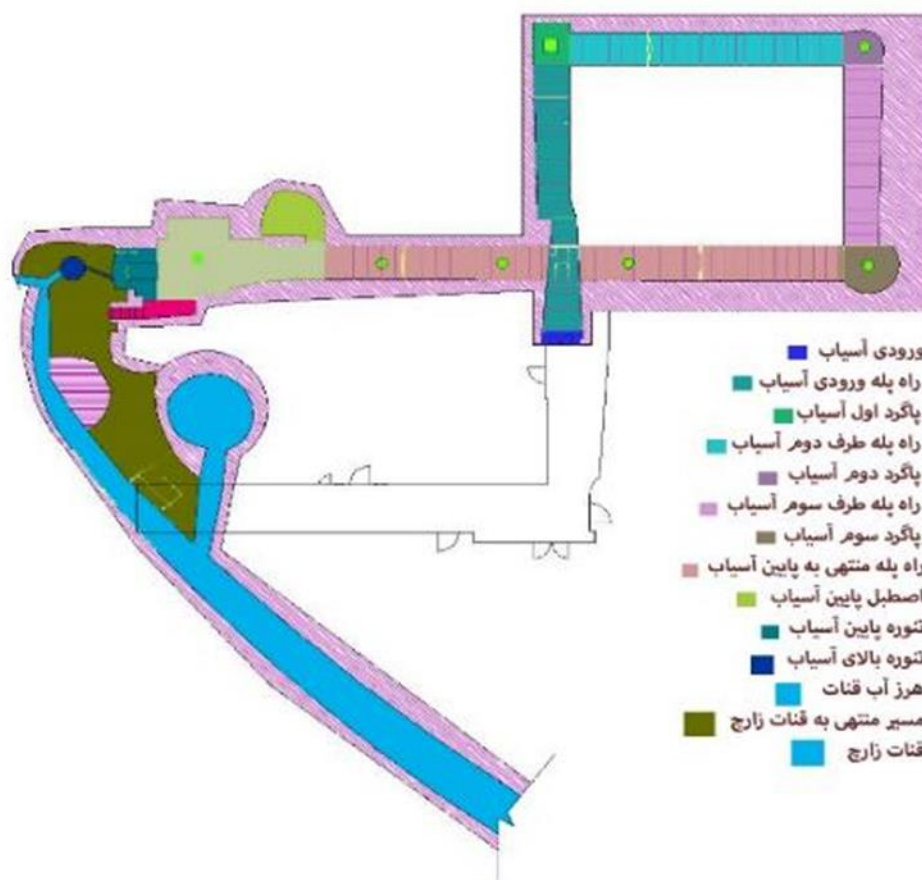 ورودی آسیاب
راه پله ورودی آسیاب
پاگرد اول آسیاب
راه پله طرف دوم آسیاب
پاگرد دوم آسیاب
راه پله طرف سوم آسیاب
پاگرد سوم آسیاب
راه پله منتهی به پایین آسیاب
اصطبل پایین آسیاب
تنوره پایین آسیاب
تنوره بالای آسیاب
هرز آب قنات
مسیر منتهی به قنات زارچ
قنات زارچ